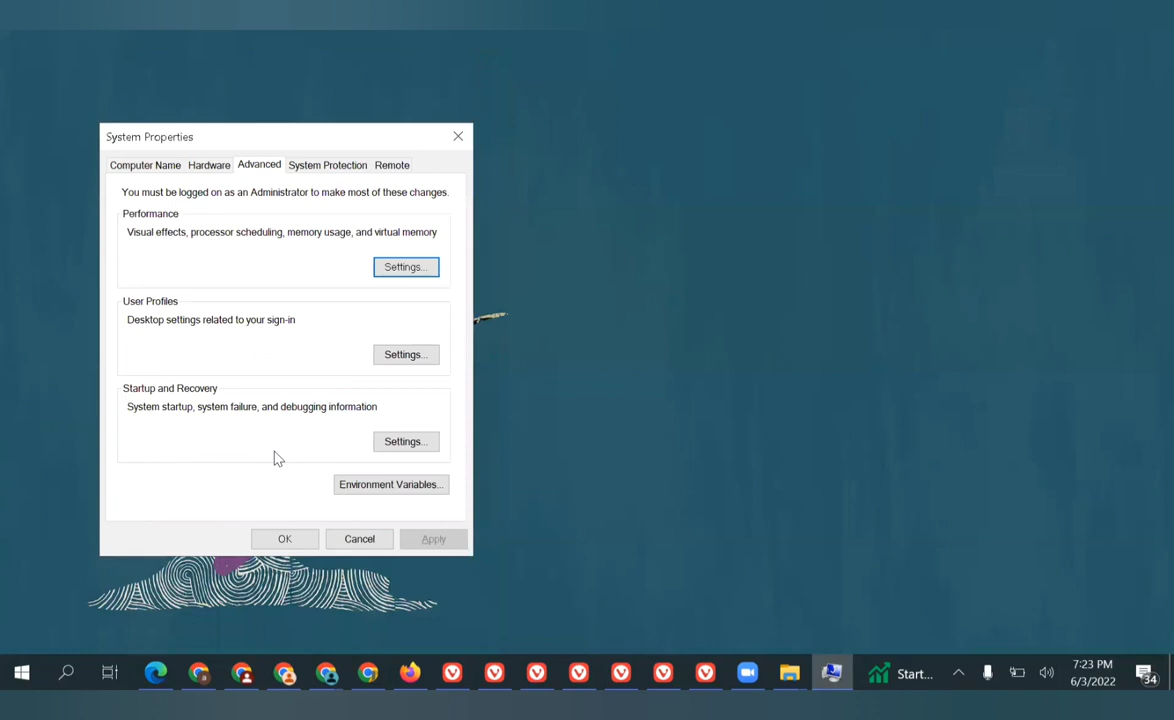 System Properties
Computer Name Hardware Advanced System Protection Remote
You must be logged on as an Administrator to make most of these changes.
Performance
Visual effects, processor scheduling, memory usage, and virtual memory
Settings...
User Profiles
Desktop settings related to your sign-in
Settings...
Startup and Recovery
System startup, system failure, and debugging information
Settings...
Environment Variables...
OK Cancel Apply
Start...
7:23 PM
6/3/2022
34